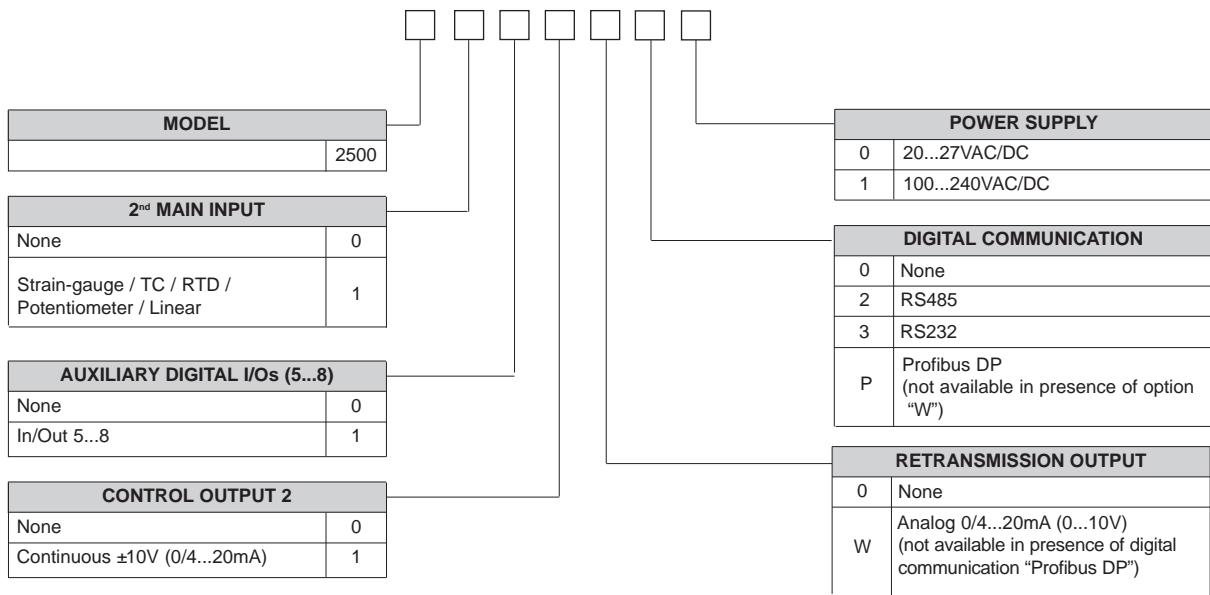 MODEL
2500
2nd MAIN INPUT
None 0
Strain-gauge / TC / RTD /
Potentiometer / Linear
1
AUXILIARY DIGITAL I/Os (5...8)
None 0
In/Out 5...8 1
CONTROL OUTPUT 2
None 0
Continuous ±10V (0/4...20mA) 1
POWER SUPPLY
0 20...27VAC/DC
1 100...240VAC/DC
DIGITAL COMMUNICATION
0 None
2 RS485
3 RS232
P
Profibus DP
(not available in presence of option
“W”)
RETRANSMISSION OUTPUT
0 None
W
Analog 0/4...20mA (0...10V)
(not available in presence of digital
communication “Profibus DP”)